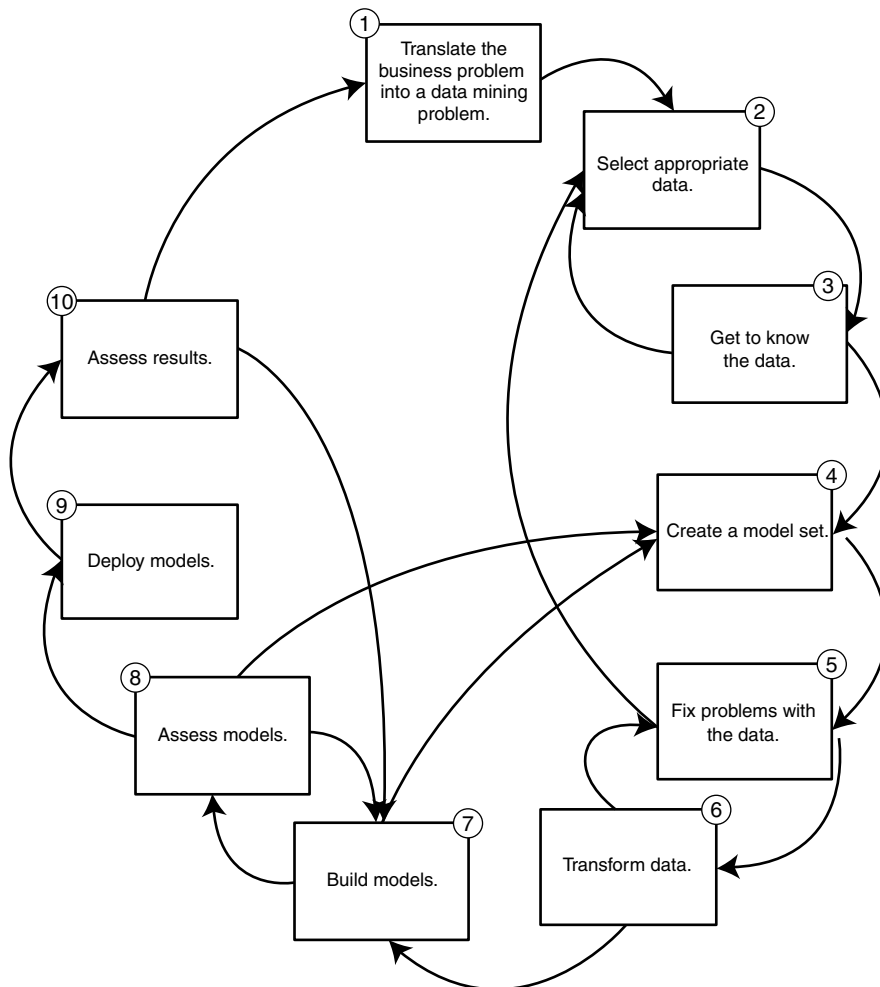 1
Translate the
business problem
into a data mining
problem.
2
Select appropriate
data.
3
Get to know
the data.
4
Create a model set.
5
Fix problems with
the data.
6
Transform data.
7
Build models.
8
Assess models.
9
Deploy models.
10
Assess results.